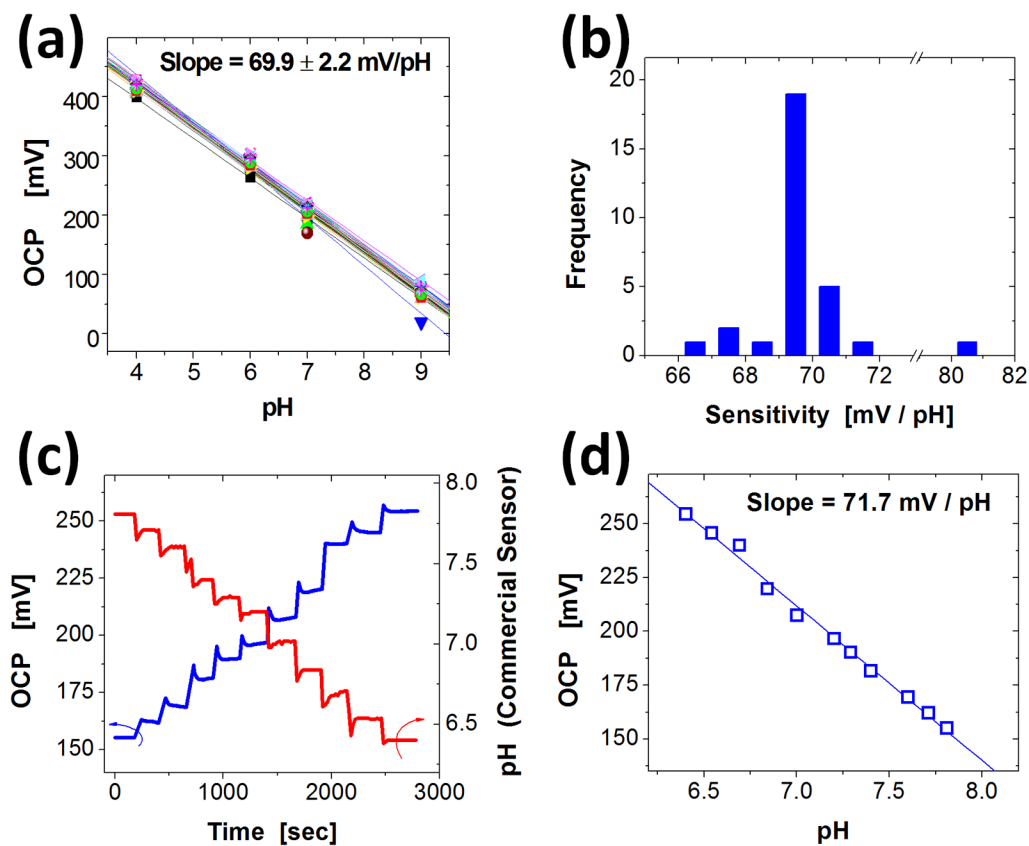 (a)
Slope = 69.9 ± 2.2 mV/pH
OCP [mV]
400
300
200
100
0
4 5 6 7 8 9
pH
(b)
Frequency
20
15
10
5
0
66 68 70 72 80 82
Sensitivity [mV / pH]
(c)
OCP [mV]
250
225
200
175
150
8.0
7.5
7.0
6.5
pH (Commercial Sensor)
0 1000 2000 3000
Time [sec]
(d)
Slope = 71.7 mV / pH
OCP [mV]
250
225
200
175
150
6.5 7.0 7.5 8.0
pH